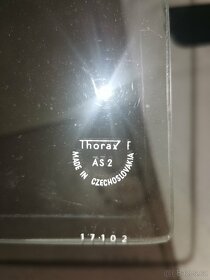 Thorax f
AS 2
MADE IN CZECHOSLOVAKIA
17102